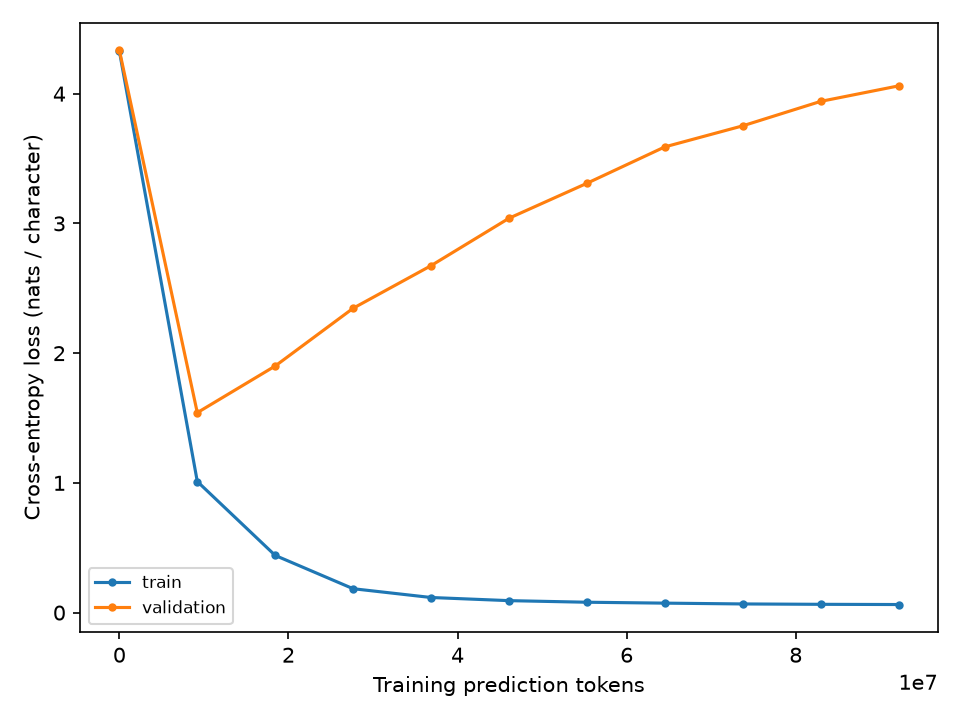 Cross-entropy loss (nats / character)
4
3
2
1
0
train
validation
0 2 4 6 8
1e7
Training prediction tokens